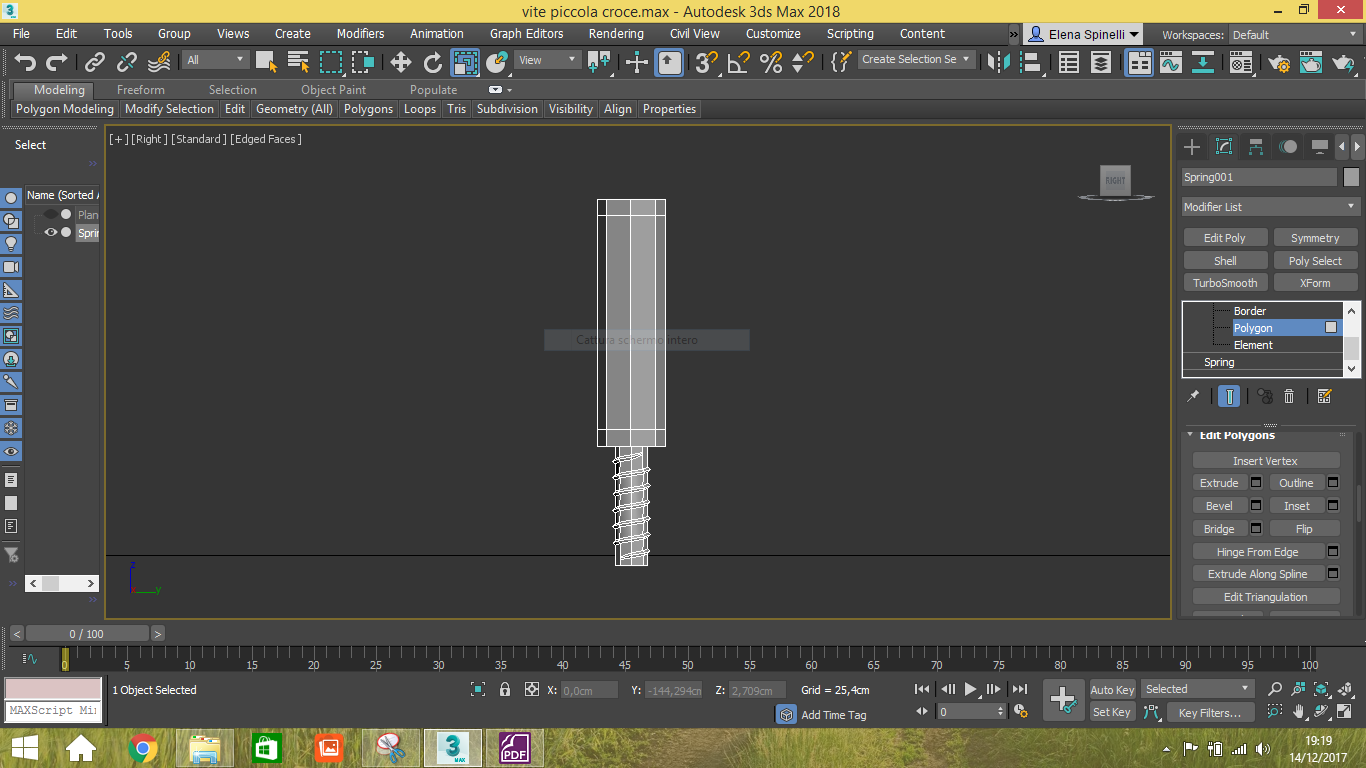 vite piccola croce.max - Autodesk 3ds Max 2018
File Edit Tools Group Views Create Modifiers Animation Graph Editors Rendering Civil View Customize Scripting Content » Elena Spinelli Workspaces: Default
All View Create Selection Se
Modeling Freeform Selection Object Paint Populate
Polygon Modeling Modify Selection Edit Geometry (All) Polygons Loops Tris Subdivision Visibility Align Properties
Select
Name (Sorted A
Plan
Sprin
[+] [Right] [Standard] [Edged Faces]
RIGHT
Cattura schermo intero
z
y
Spring001
Modifier List
Edit Poly Symmetry
Shell Poly Select
TurboSmooth XForm
Border
Polygon
Element
Spring
Edit Polygons
Insert Vertex
Extrude Outline
Bevel Inset
Bridge Flip
Hinge From Edge
Extrude Along Spline
Edit Triangulation
< 0 / 100 >
0 5 10 15 20 25 30 35 40 45 50 55 60 65 70 75 80 85 90 95 100
1 Object Selected X: 0,0cm Y: -144,294cm Z: 2,709cm Grid = 25,4cm Auto Key Selected
MAXScript Min
Add Time Tag 0 Set Key Key Filters...
3 MAX PDF
19:19
14/12/2017